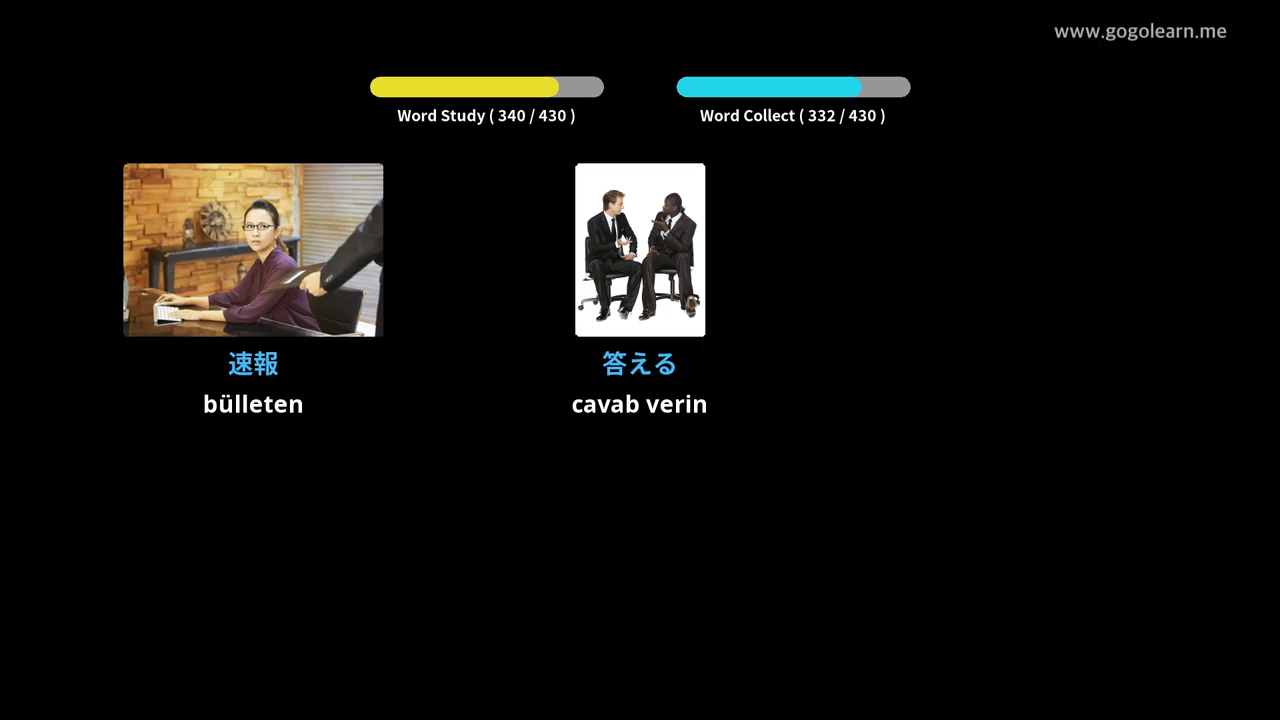 www.gogolearn.me
Word Study ( 340 / 430 )
Word Collect ( 332 / 430 )
速報
bülleten
答える
cavab verin